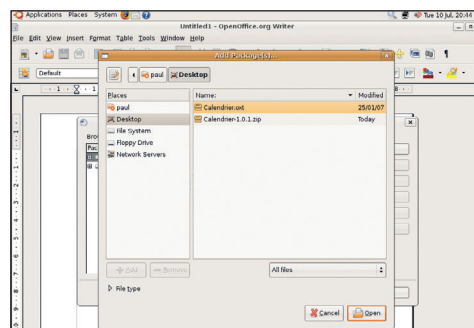 Applications Places System Tue 10 Jul, 20:44
Untitled1 - OpenOffice.org Writer
File Edit View Insert Format Table Tools Window Help
Add Package(s)...
Default
paul Desktop
Places
paul
Desktop
File System
Floppy Drive
Network Servers
Name: Modified
Calendrier.oxt 25/01/07
Calendrier-1.0.1.zip Today
Add Remove
All files
File type
Cancel Open